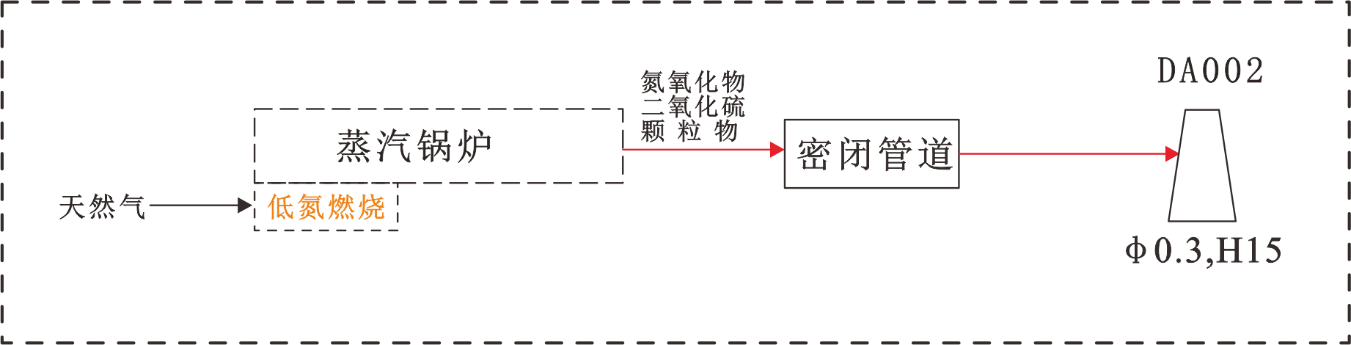 DA002
氮氧化物
二氧化硫
颗粒物
蒸汽锅炉
密闭管道
天然气
低氮燃烧
φ0.3,H15